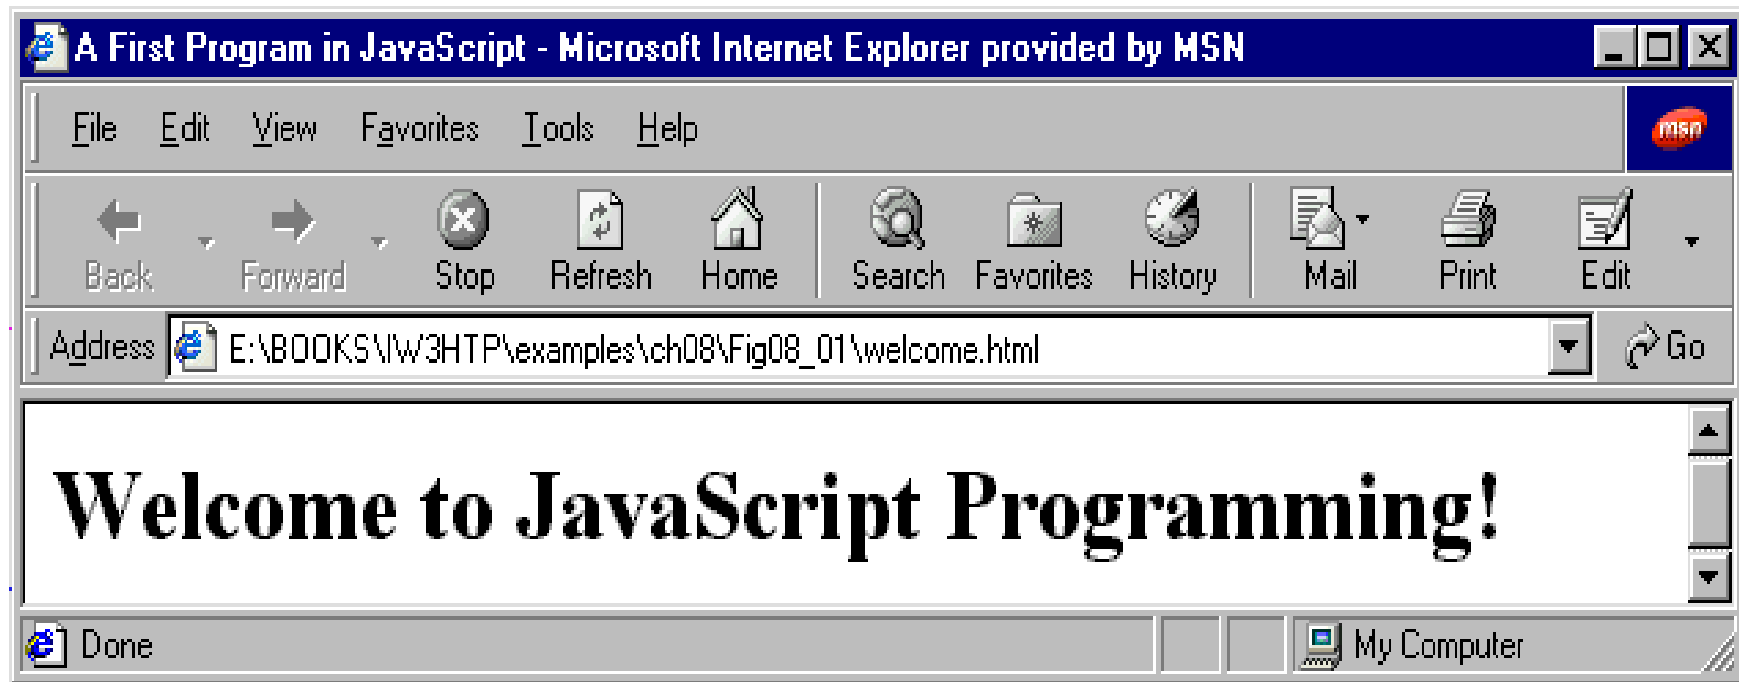 A First Program in JavaScript - Microsoft Internet Explorer provided by MSN
File Edit View Favorites Tools Help
msn
Back Forward Stop Refresh Home Search Favorites History Mail Print Edit
Address E:\BOOKS\IW3HTP\examples\ch08\Fig08_01\welcome.html Go
Welcome to JavaScript Programming!
Done My Computer